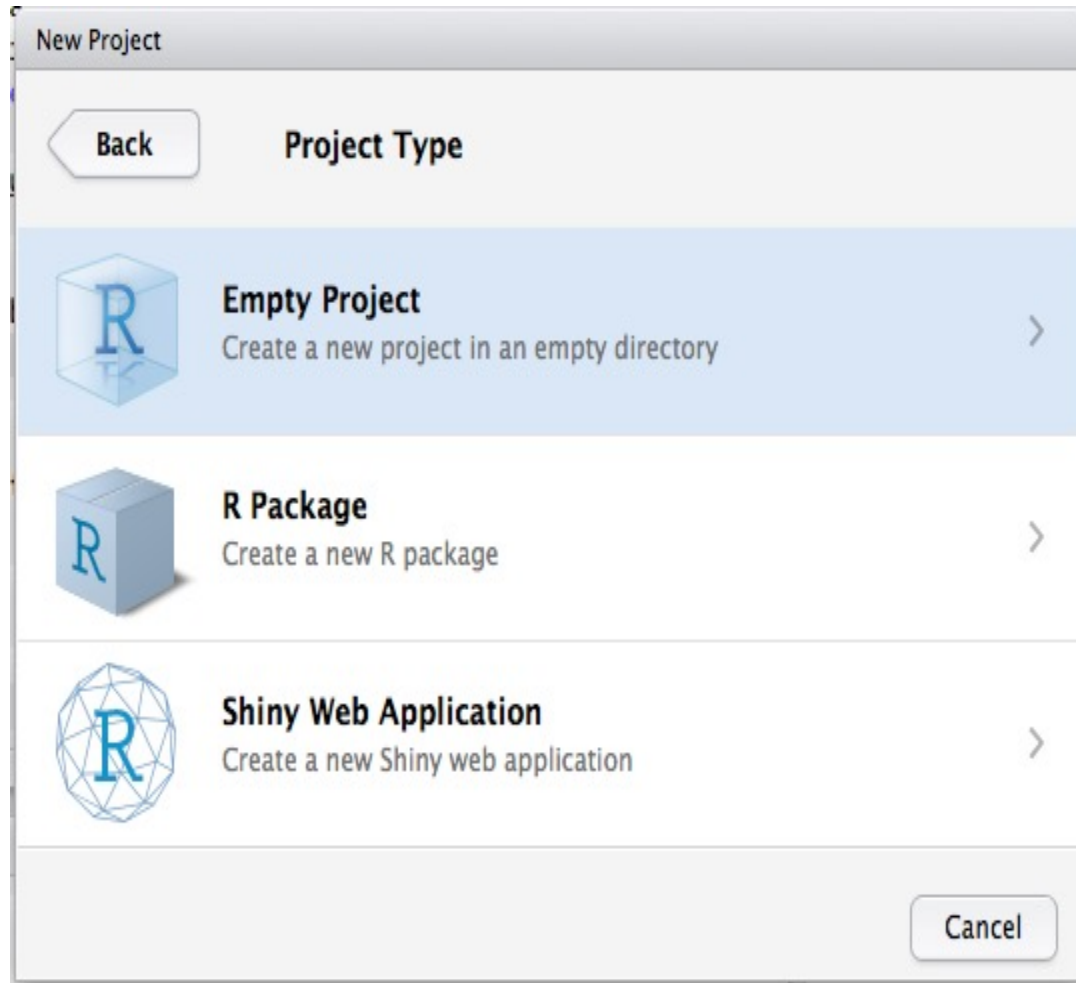 New Project
Back
Project Type
R
Empty Project
Create a new project in an empty directory
R
R Package
Create a new R package
R
Shiny Web Application
Create a new Shiny web application
Cancel